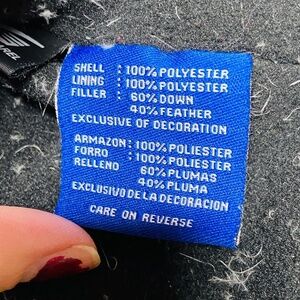 SHELL : 100% POLYESTER
LINING : 100% POLYESTER
FILLER : 60% DOWN
40% FEATHER
EXCLUSIVE OF DECORATION
ARMAZON: 100% POLIESTER
FORRO : 100% POLIESTER
RELLENO 60% PLUMAS
40% PLUMA
EXCLUSIVO DE LA DECORACION
CARE ON REVERSE